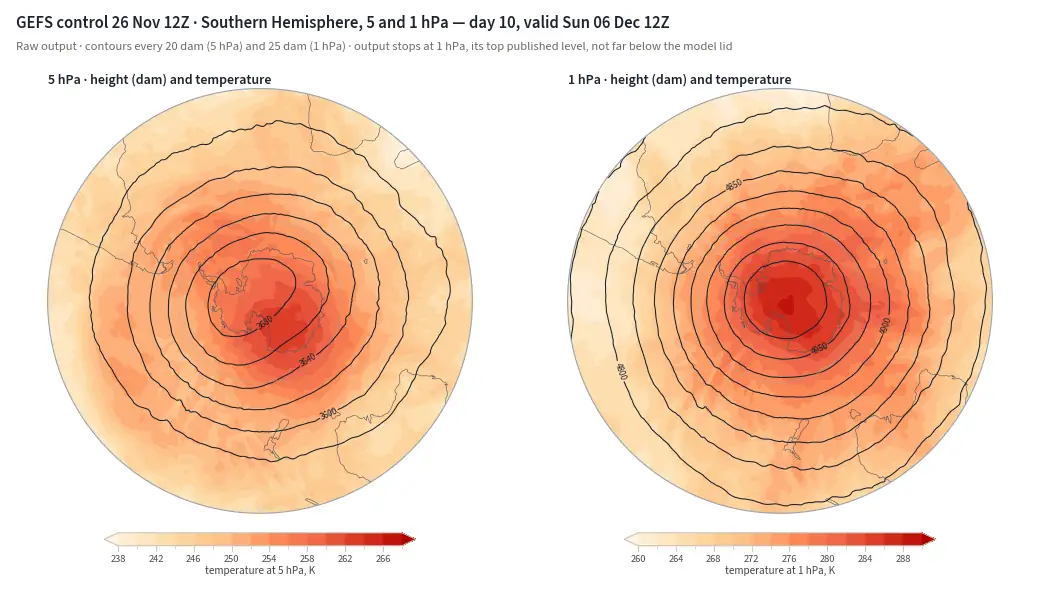 GEFS control 26 Nov 12Z · Southern Hemisphere, 5 and 1 hPa — day 10, valid Sun 06 Dec 12Z
Raw output · contours every 20 dam (5 hPa) and 25 dam (1 hPa) · output stops at 1 hPa, its top published level, not far below the model lid
5 hPa · height (dam) and temperature
1 hPa · height (dam) and temperature
3680
3640
3600
4850
4900
4950
4800
238 242 246 250 254 258 262 266
temperature at 5 hPa, K
260 264 268 272 276 280 284 288
temperature at 1 hPa, K